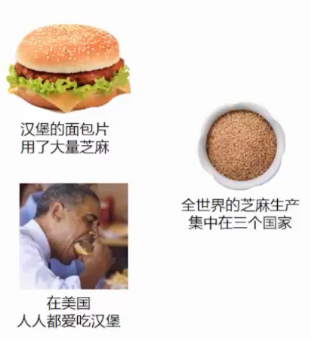 汉堡的面包片
用了大量芝麻
全世界的芝麻生产
集中在三个国家
在美国
人人都爱吃汉堡